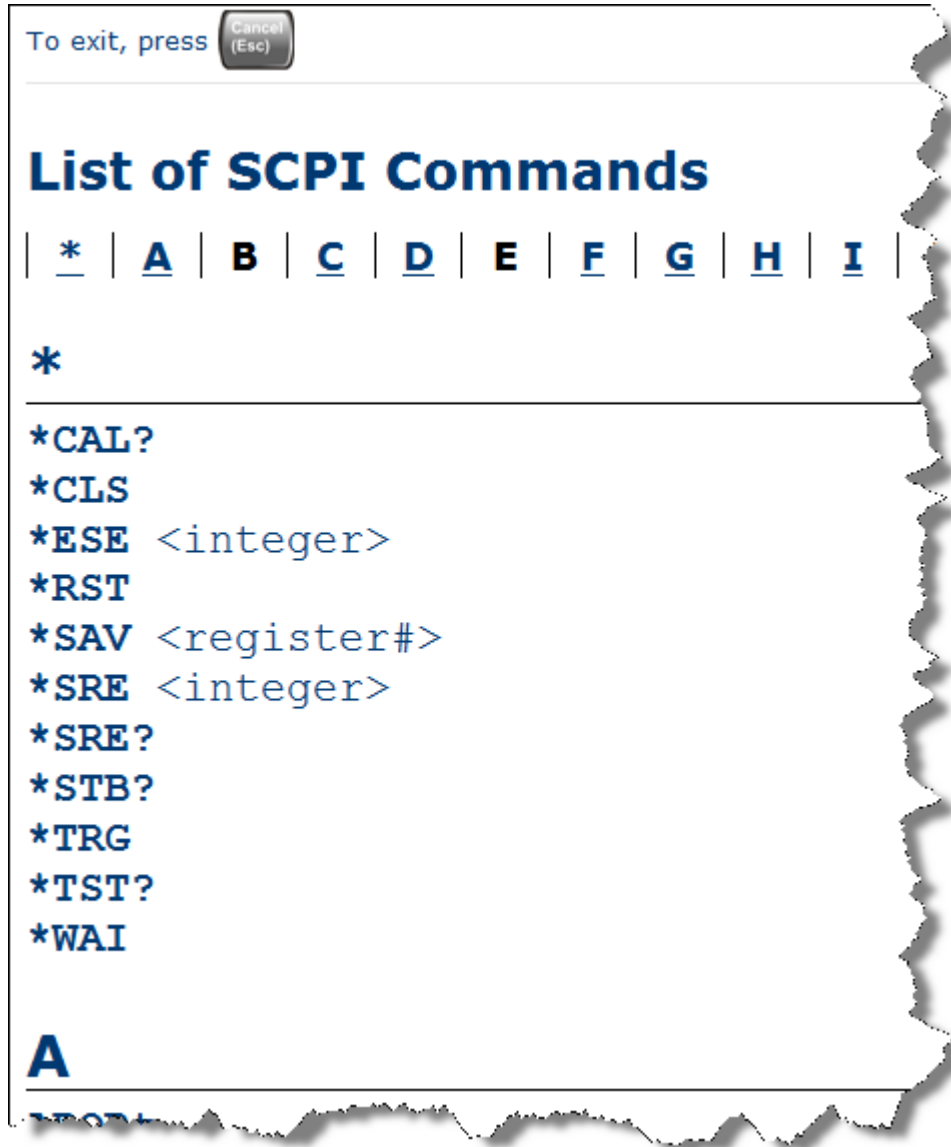 To exit, press Cancel (Esc)
List of SCPI Commands
| * | A | B | C | D | E | F | G | H | I |
*
*CAL?
*CLS
*ESE <integer>
*RST
*SAV <register#>
*SRE <integer>
*SRE?
*STB?
*TRG
*TST?
*WAI
A